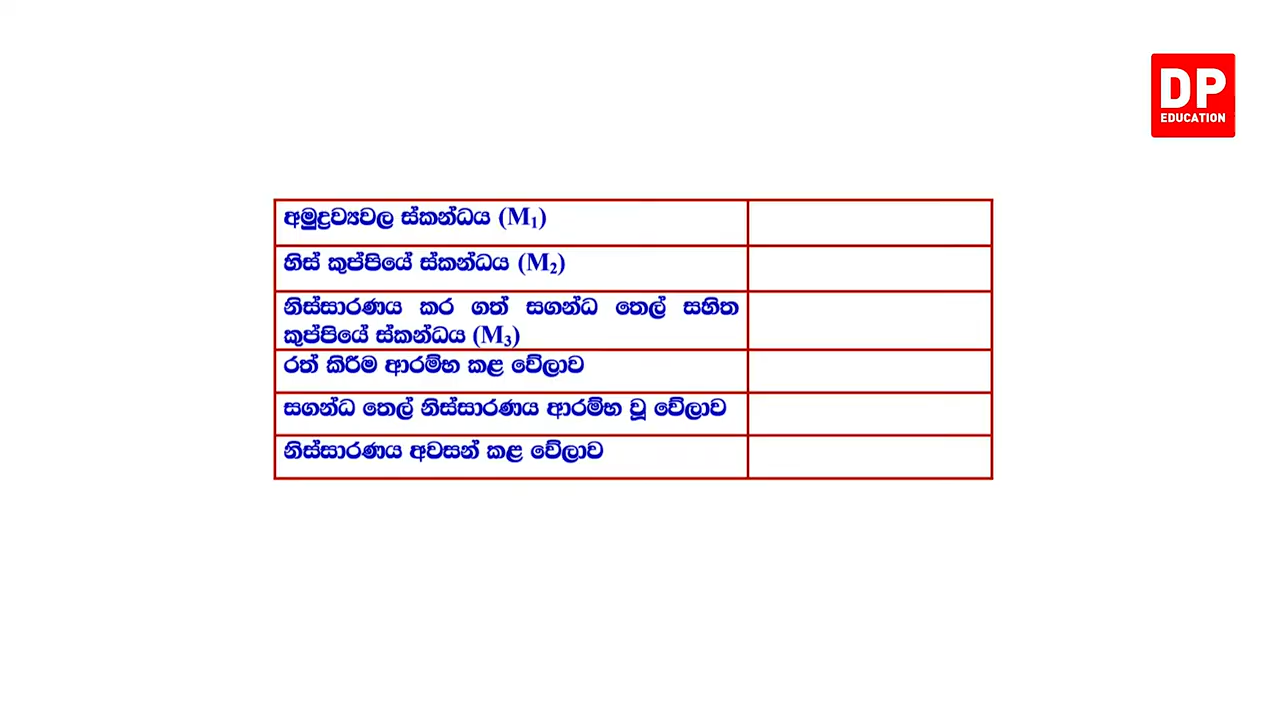 DP
EDUCATION
අමුද්‍රව්‍යවල ස්කන්ධය (M₁)
හිස් කුප්පියේ ස්කන්ධය (M₂)
නිස්සාරණය කර ගත් සගන්ධ තෙල් සහිත
කුප්පියේ ස්කන්ධය (M₃)
රත් කිරීම ආරම්භ කළ වේලාව
සගන්ධ තෙල් නිස්සාරණය ආරම්භ වූ වේලාව
නිස්සාරණය අවසන් කළ වේලාව